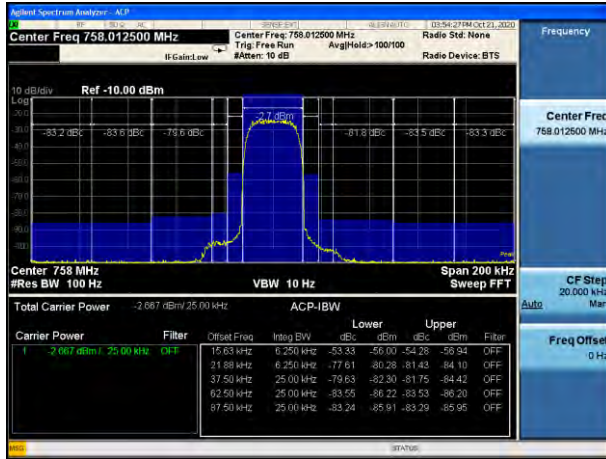 Agilent Spectrum Analyzer - ACP
RF 50 Ω AC SENSE:EXT ALIGN AUTO 03:54:27 PM Oct 21, 2020
Center Freq 758.012500 MHz
Center Freq: 758.012500 MHz
Radio Std: None
Trig: Free Run Avg|Hold:> 100/100
IFGain:Low #Atten: 10 dB Radio Device: BTS
10 dB/div Ref -10.00 dBm
Log
-2.7 dBm
-83.2 dBc -83.6 dBc -79.6 dBc -81.8 dBc -83.5 dBc -83.3 dBc
Peak
Center 758 MHz Span 200 kHz
#Res BW 100 Hz VBW 10 Hz Sweep FFT
Total Carrier Power -2.667 dBm/ 25.00 kHz ACP-IBW
Lower Upper
Carrier Power Filter Offset Freq Integ BW dBc dBm dBc dBm Filter
1 -2.667 dBm / 25.00 kHz OFF
15.63 kHz 6.250 kHz -53.33 -56.00 -54.28 -56.94 OFF
21.88 kHz 6.250 kHz -77.61 -80.28 -81.43 -84.10 OFF
37.50 kHz 25.00 kHz -79.63 -82.30 -81.75 -84.42 OFF
62.50 kHz 25.00 kHz -83.55 -86.22 -83.53 -86.20 OFF
87.50 kHz 25.00 kHz -83.24 -85.91 -83.29 -85.95 OFF
MSG STATUS
Frequency
Center Freq
758.012500 MHz
CF Step
20.000 kHz
Auto Man
Freq Offset
0 Hz